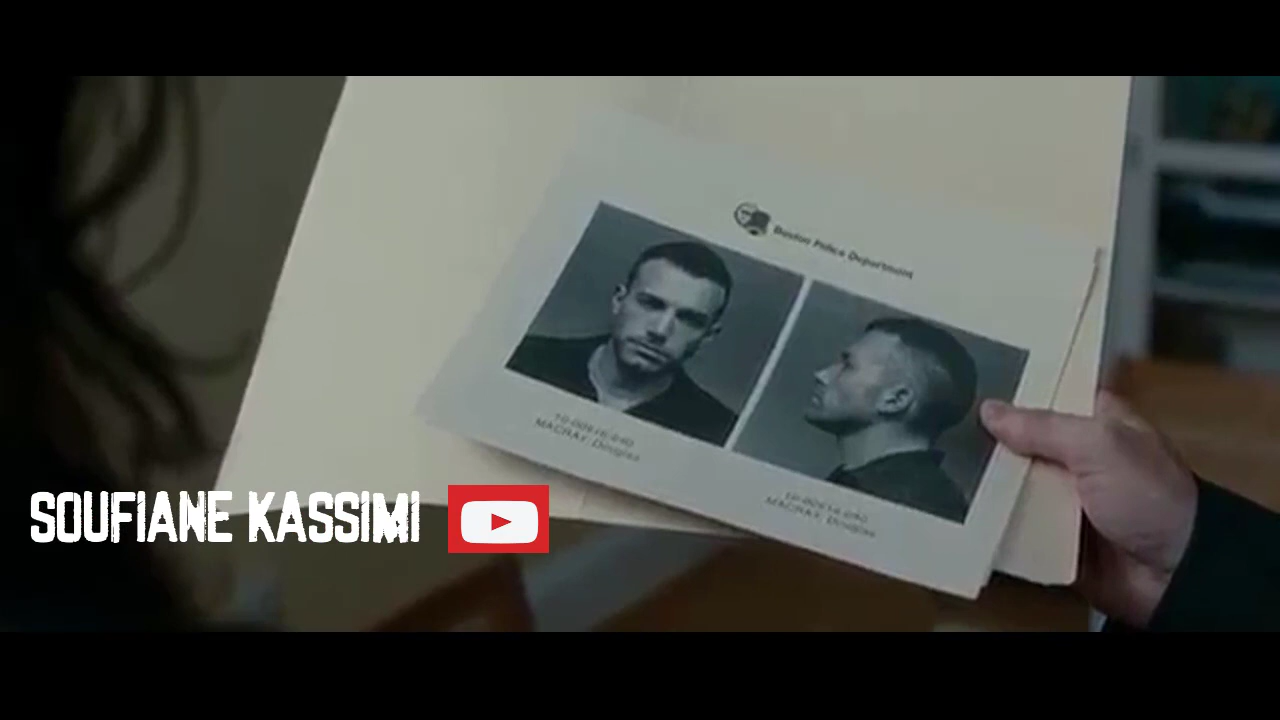 Boston Police Department
MACRAY, Douglas
MACRAY, Douglas
SOUFIANE KASSIMI